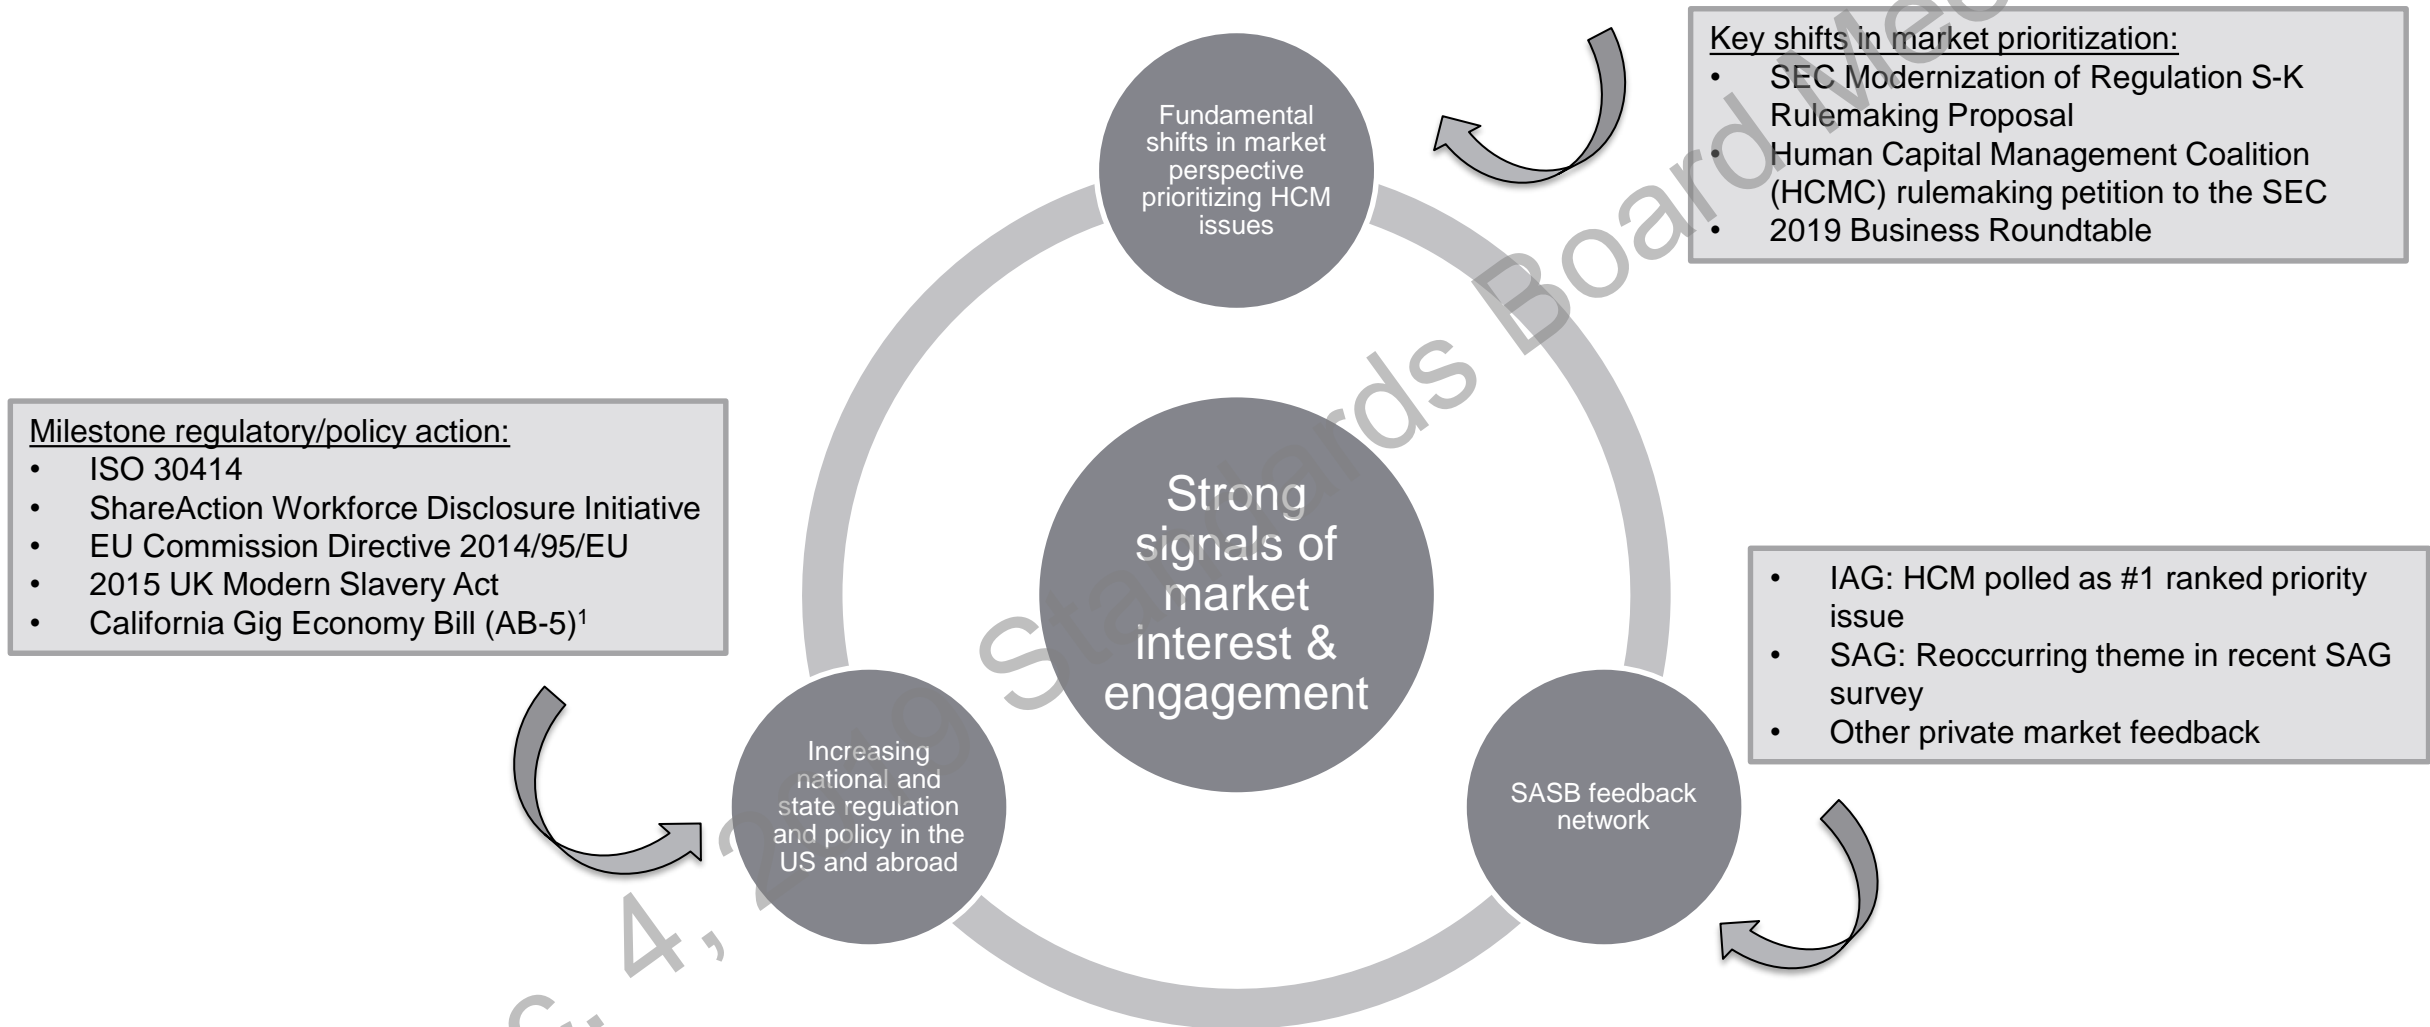 Key shifts in market prioritization:
• SEC Modernization of Regulation S-K
Rulemaking Proposal
• Human Capital Management Coalition
(HCMC) rulemaking petition to the SEC
• 2019 Business Roundtable
Fundamental
shifts in market
perspective
prioritizing HCM
issues
Milestone regulatory/policy action:
• ISO 30414
• ShareAction Workforce Disclosure Initiative
• EU Commission Directive 2014/95/EU
• 2015 UK Modern Slavery Act
• California Gig Economy Bill (AB-5)¹
Strong
signals of
market
interest &
engagement
• IAG: HCM polled as #1 ranked priority
issue
• SAG: Reoccurring theme in recent SAG
survey
• Other private market feedback
Increasing
national and
state regulation
and policy in the
US and abroad
SASB feedback
network
4, 2019 Standards Board